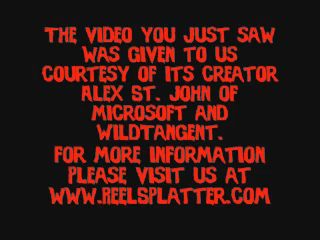 THE VIDEO YOU JUST SAW
WAS GIVEN TO US
COURTESY OF ITS CREATOR
ALEX ST. JOHN OF
MICROSOFT AND
WILDTANGENT.
FOR MORE INFORMATION
PLEASE VISIT US AT
WWW.REELSPLATTER.COM